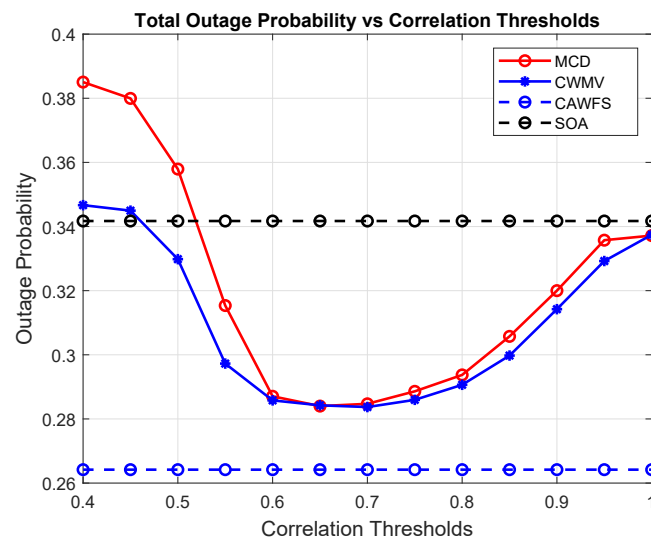 Total Outage Probability vs Correlation Thresholds
0.4
0.38
0.36
0.34
0.32
0.3
0.28
0.26
Outage Probability
MCD
CWMV
CAWFS
SOA
0.4 0.5 0.6 0.7 0.8 0.9 1
Correlation Thresholds